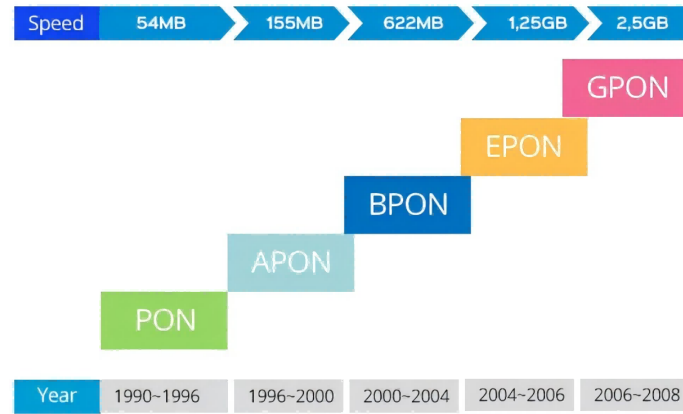 Speed 54MB 155MB 622MB 1,25GB 2,5GB
GPON
EPON
BPON
APON
PON
Year 1990~1996 1996~2000 2000~2004 2004~2006 2006~2008